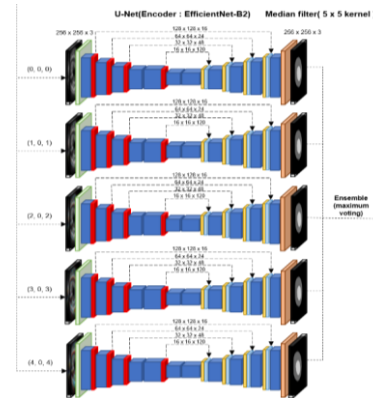 U-Net(Encoder : EfficientNet-B2) Median filter( 5 x 5 kernel
256 x 256 x 3 128 x 128 x 16 256 x 256 x 3
64 x 64 x 24
32 x 32 x 48
16 x 16 x 120
(0, 0, 0)
128 x 128 x 16
64 x 64 x 24
32 x 32 x 48
16 x 16 x 120
(1, 0, 1)
128 x 128 x 16
64 x 64 x 24
32 x 32 x 48
16 x 16 x 120
(2, 0, 2)
Ensemble
(maximum
voting)
128 x 128 x 16
64 x 64 x 24
32 x 32 x 48
16 x 16 x 120
(3, 0, 3)
128 x 128 x 16
64 x 64 x 24
32 x 32 x 48
16 x 16 x 120
(4, 0, 4)